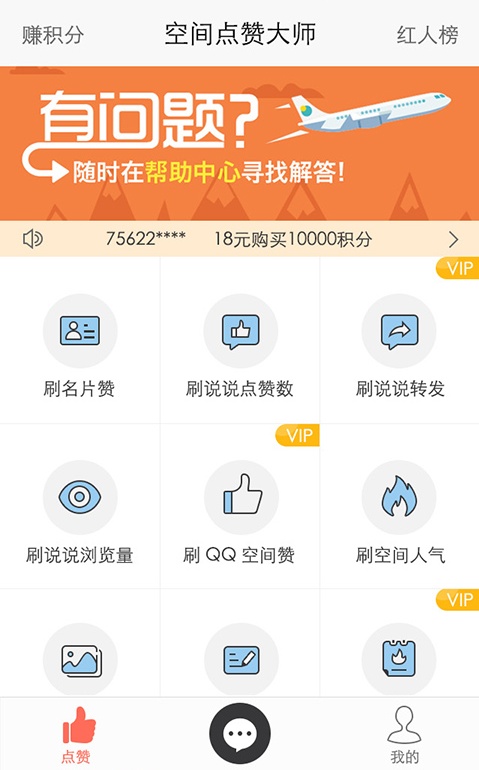 赚积分 空间点赞大师 红人榜
有问题?
随时在帮助中心寻找解答!
75622**** 18元购买10000积分
VIP
刷名片赞 刷说说点赞数 刷说说转发
VIP
刷说说浏览量 刷 QQ 空间赞 刷空间人气
VIP
点赞 我的